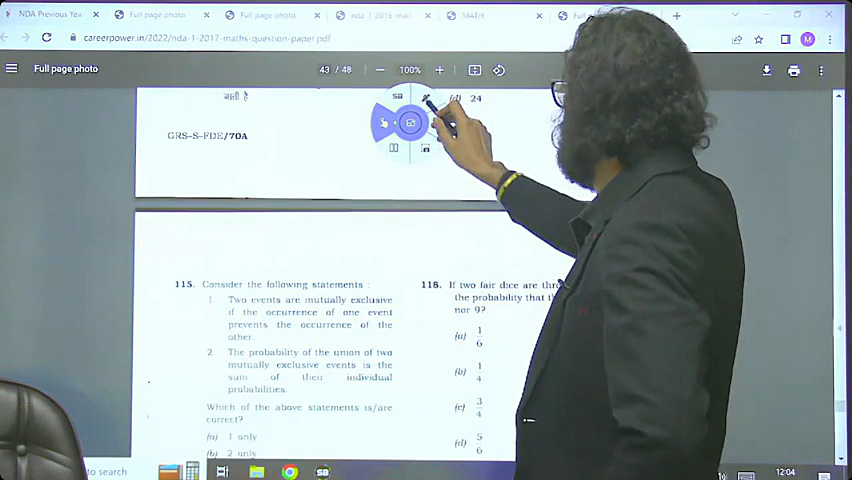 NDA Previous Year
Full page photo
Full page photo
nda 1 2016 mat
MATH
Full
careerpower.in/2022/nda-1-2017-maths-question-paper.pdf
M
Full page photo
43 / 48
100%
जाती है
SB
(d) 24
GRS-S-FDE/70A
115. Consider the following statements :
1. Two events are mutually exclusive
if the occurrence of one event
prevents the occurrence of the
other.
2. The probability of the union of two
mutually exclusive events is the
sum of their individual
probabilities.
Which of the above statements is/are
correct?
(a) 1 only
(b) 2 only
118. If two fair dice are
the probability that
nor 9?
(a) 1/6
(b) 1/4
(c) 3/4
(d) 5/6
to search
SB
12:04